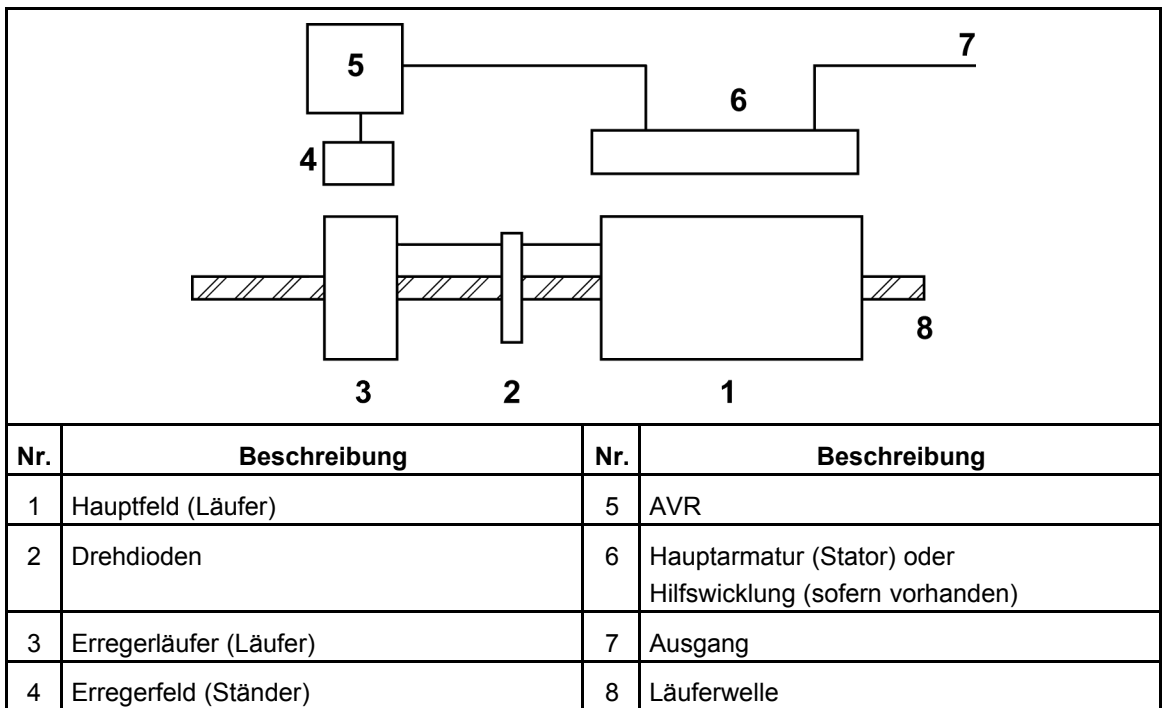 7
5
6
4
8
3 2 1
Nr. Beschreibung Nr. Beschreibung
1 Hauptfeld (Läufer) 5 AVR
2 Drehdioden 6 Hauptarmatur (Stator) oder
Hilfswicklung (sofern vorhanden)
3 Erregerläufer (Läufer) 7 Ausgang
4 Erregerfeld (Ständer) 8 Läuferwelle